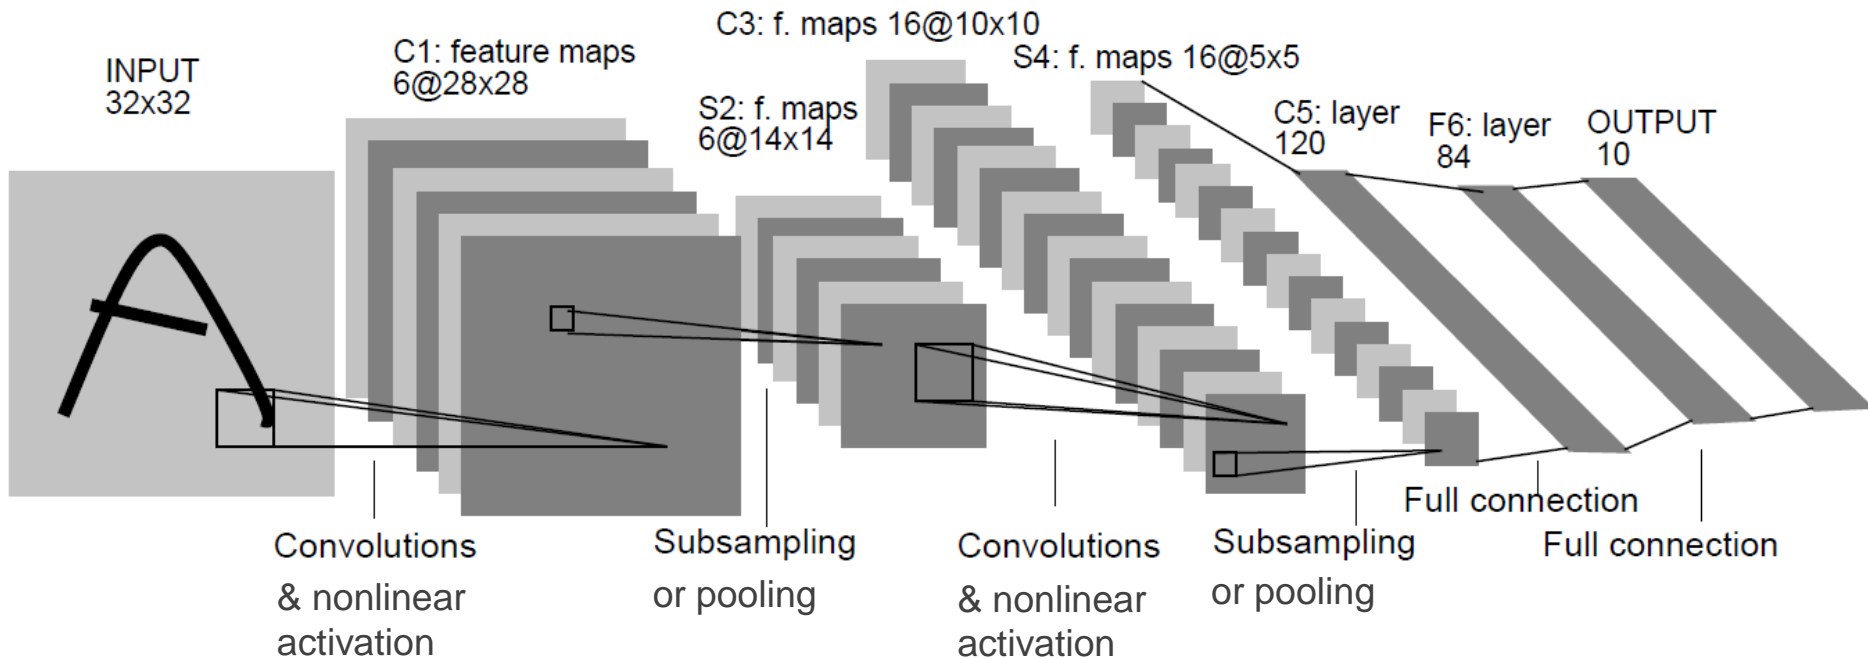 INPUT
32x32
C1: feature maps
6@28x28
S2: f. maps
6@14x14
C3: f. maps 16@10x10
S4: f. maps 16@5x5
C5: layer
120
F6: layer
84
OUTPUT
10
Convolutions
& nonlinear
activation
Subsampling
or pooling
Convolutions
& nonlinear
activation
Subsampling
or pooling
Full connection
Full connection